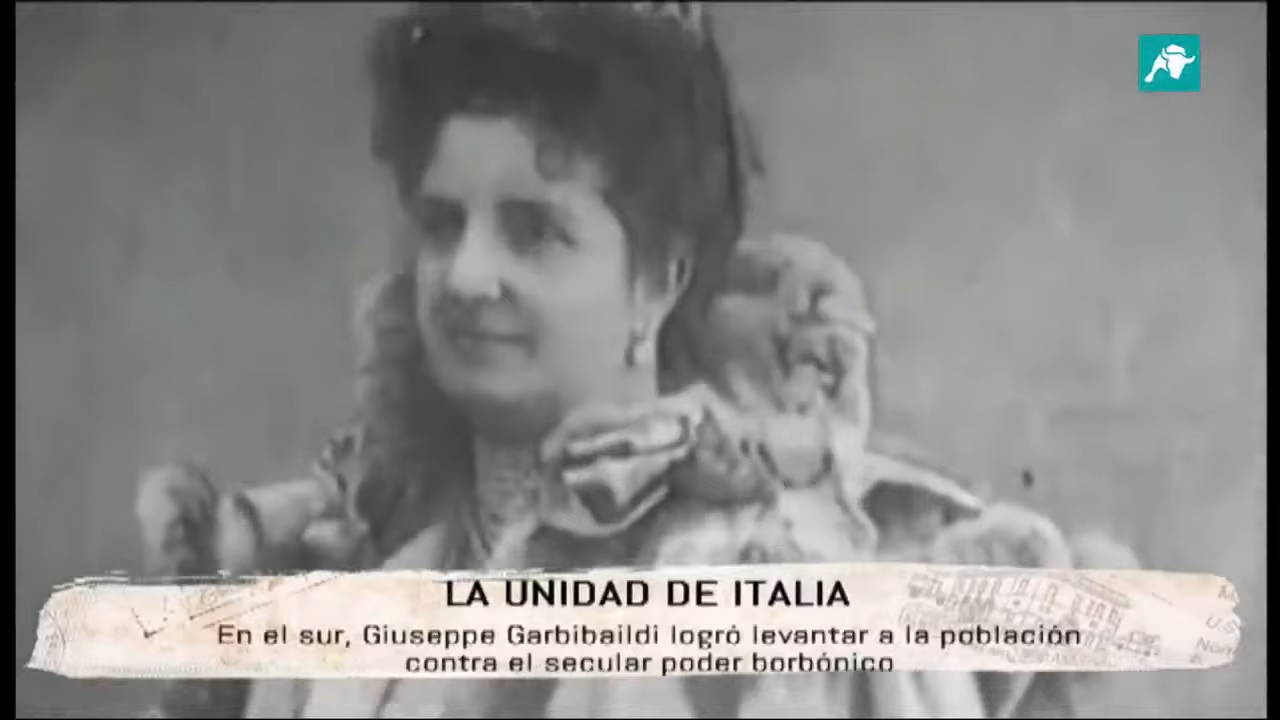 LA UNIDAD DE ITALIA
En el sur, Giuseppe Garbibaildi logró levantar a la población
contra el secular poder borbónico
U.S